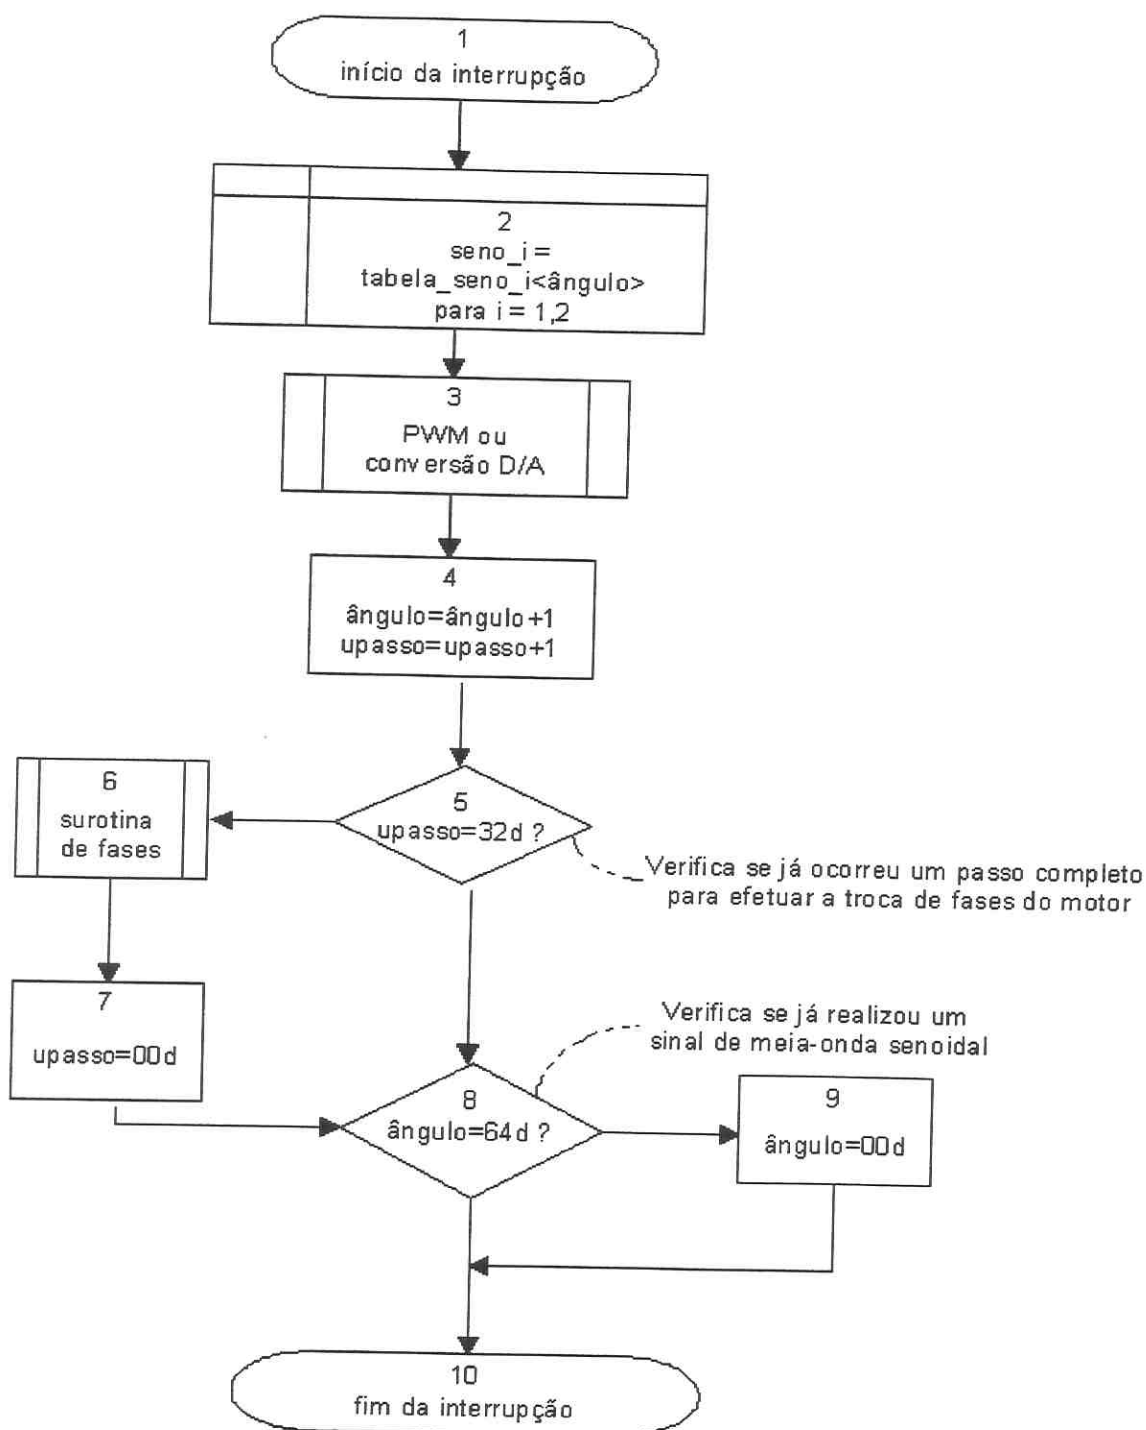 1
início da interrupção
2
seno_i =
tabela_seno_i<ângulo>
para i = 1,2
3
PWM ou
conversão D/A
4
ângulo=ângulo+1
upasso=upasso+1
5
upasso=32d ?
6
surotina
de fases
Verifica se já ocorreu um passo completo
para efetuar a troca de fases do motor
7
upasso=00d
Verifica se já realizou um
sinal de meia-onda senoidal
8
ângulo=64d ?
9
ângulo=00d
10
fim da interrupção